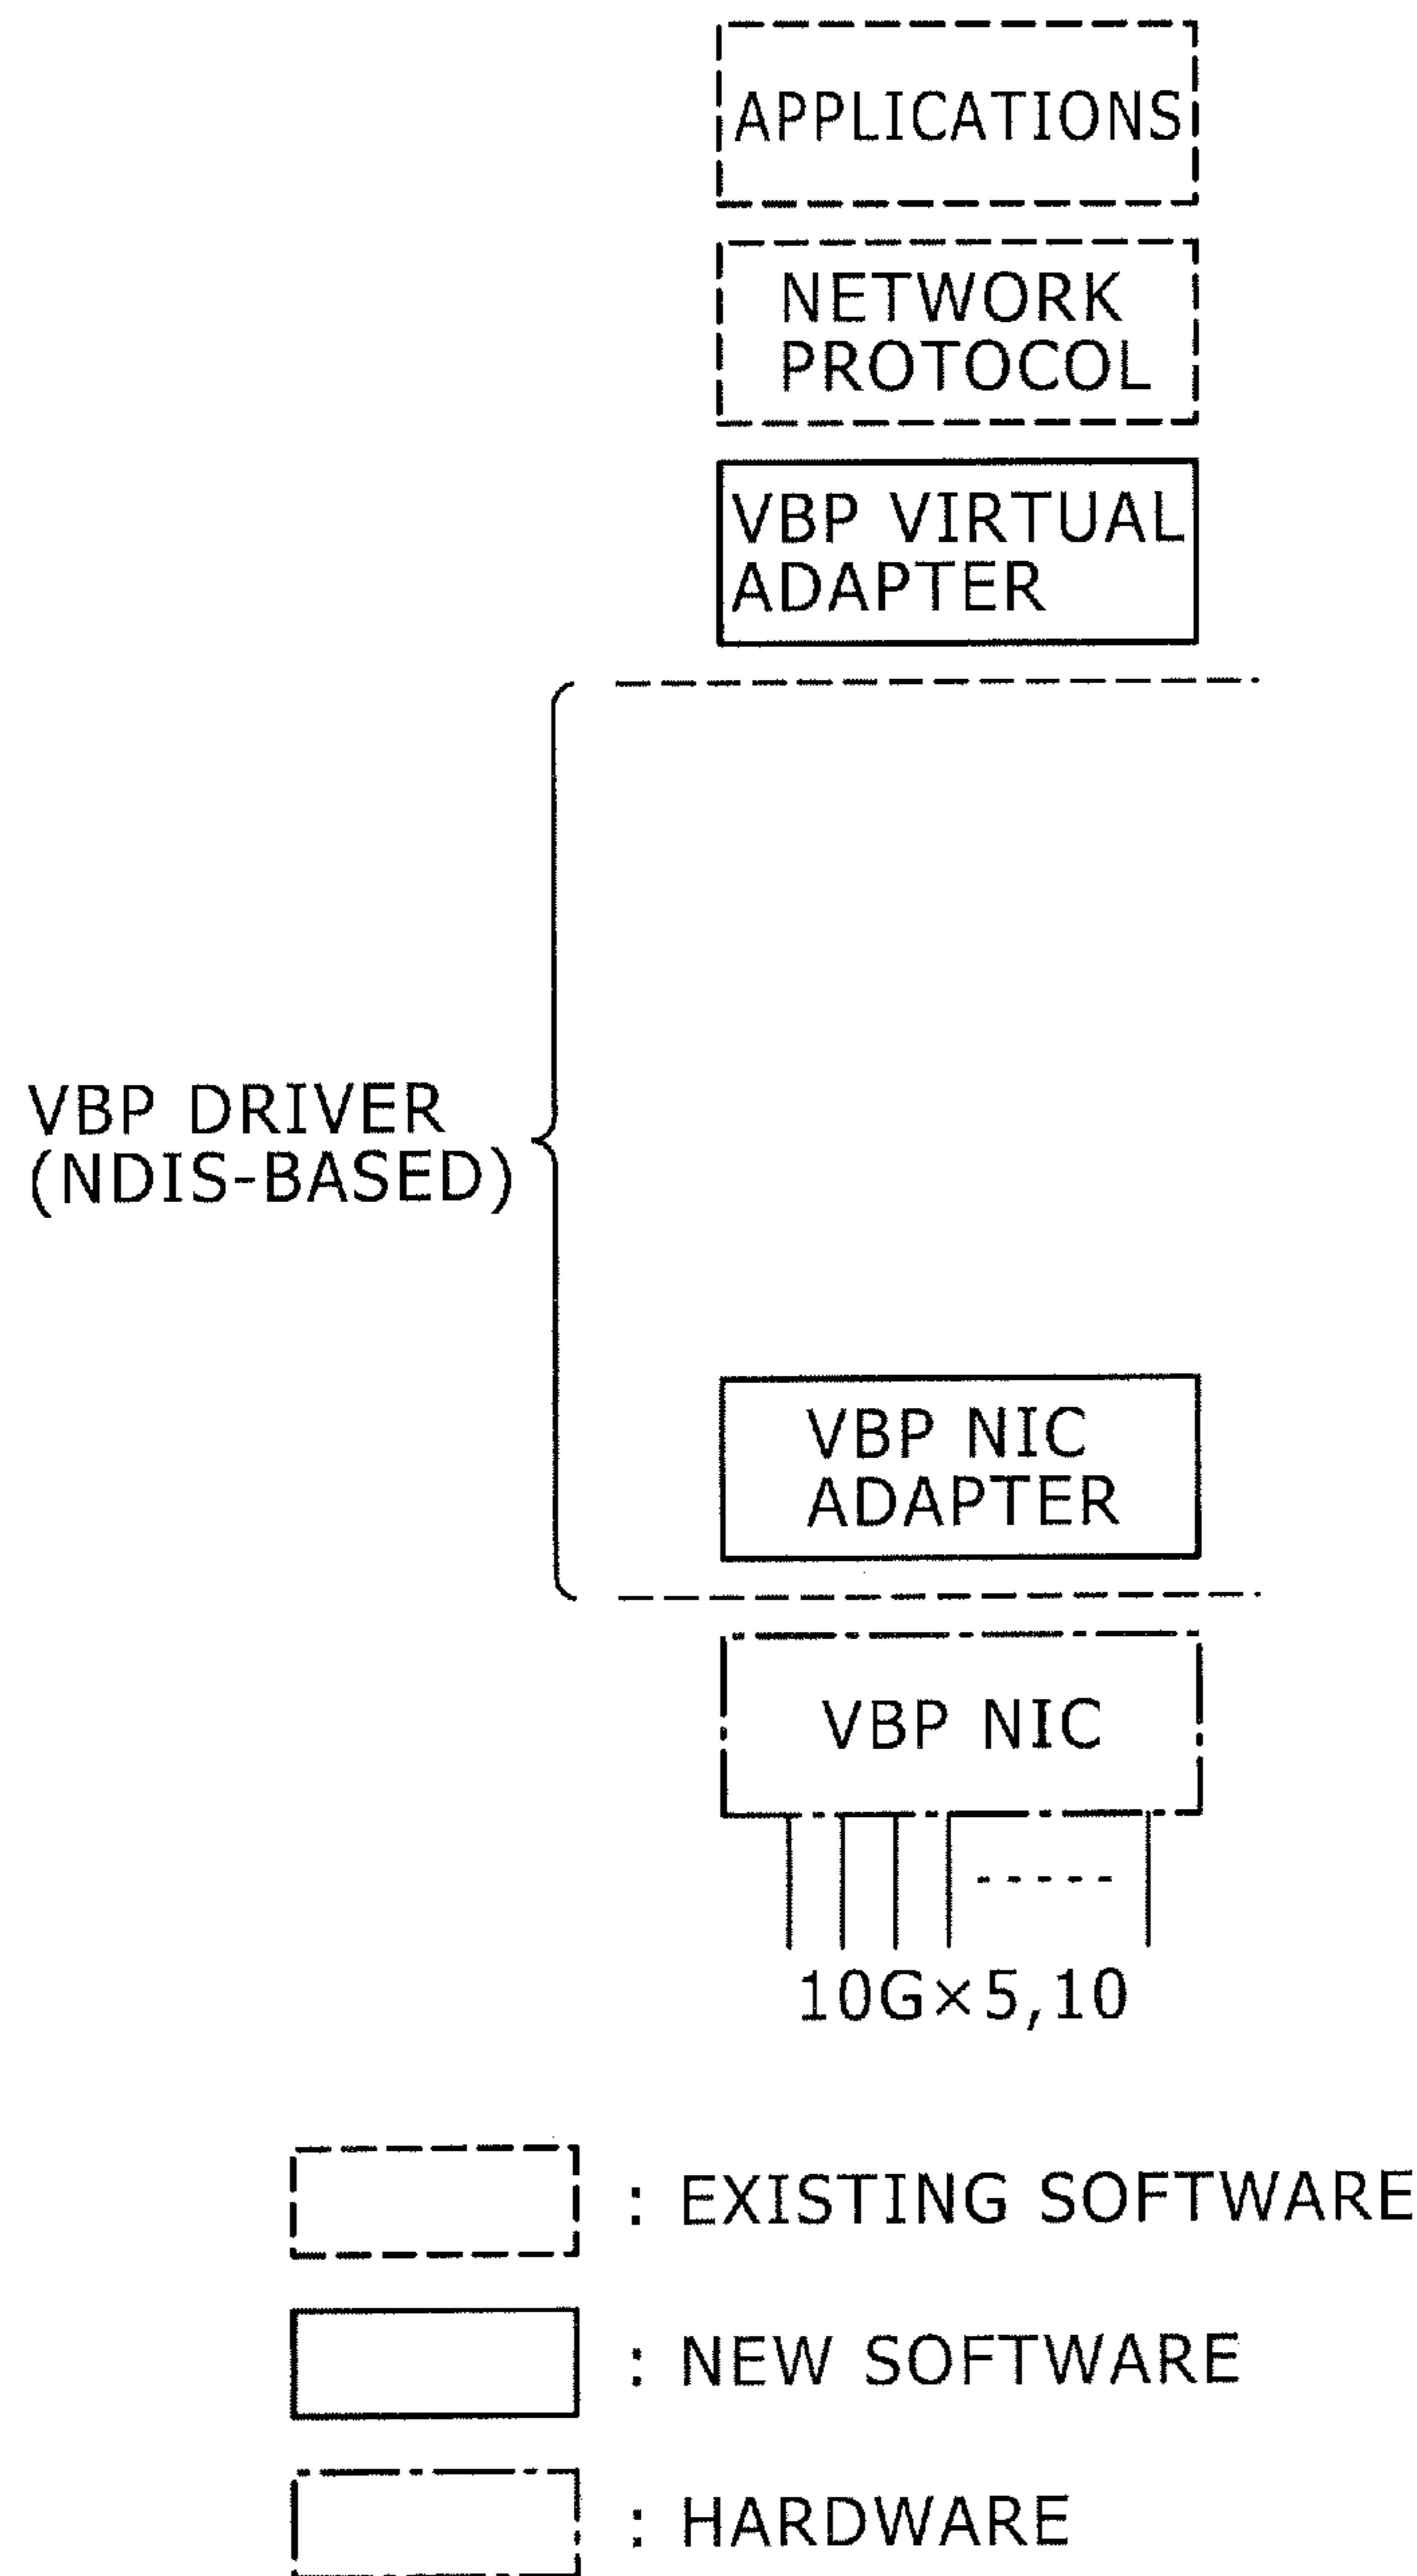 APPLICATIONS
NETWORK
PROTOCOL
VBP VIRTUAL
ADAPTER
VBP DRIVER
(NDIS-BASED)
VBP NIC
ADAPTER
VBP NIC
10G×5,10
: EXISTING SOFTWARE
: NEW SOFTWARE
: HARDWARE